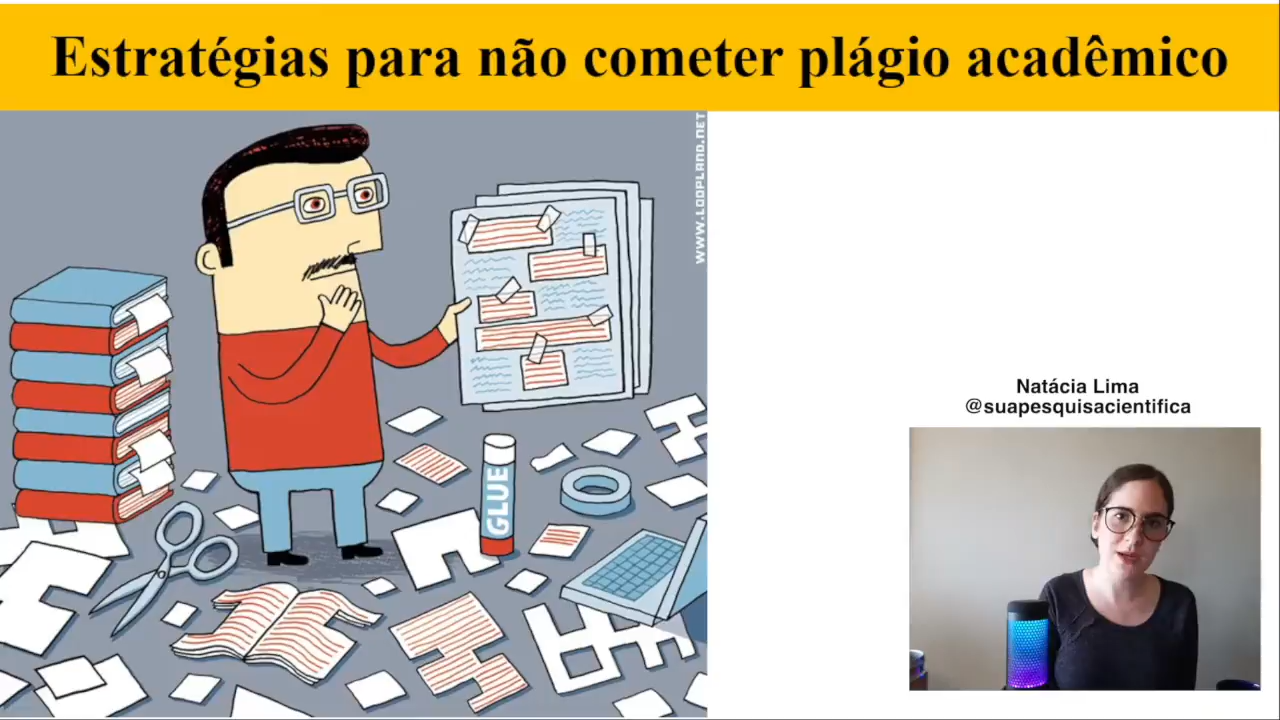 Estratégias para não cometer plágio acadêmico
WWW.LOOPLAND.NET
GLUE
Natácia Lima
@suapesquisacientifica